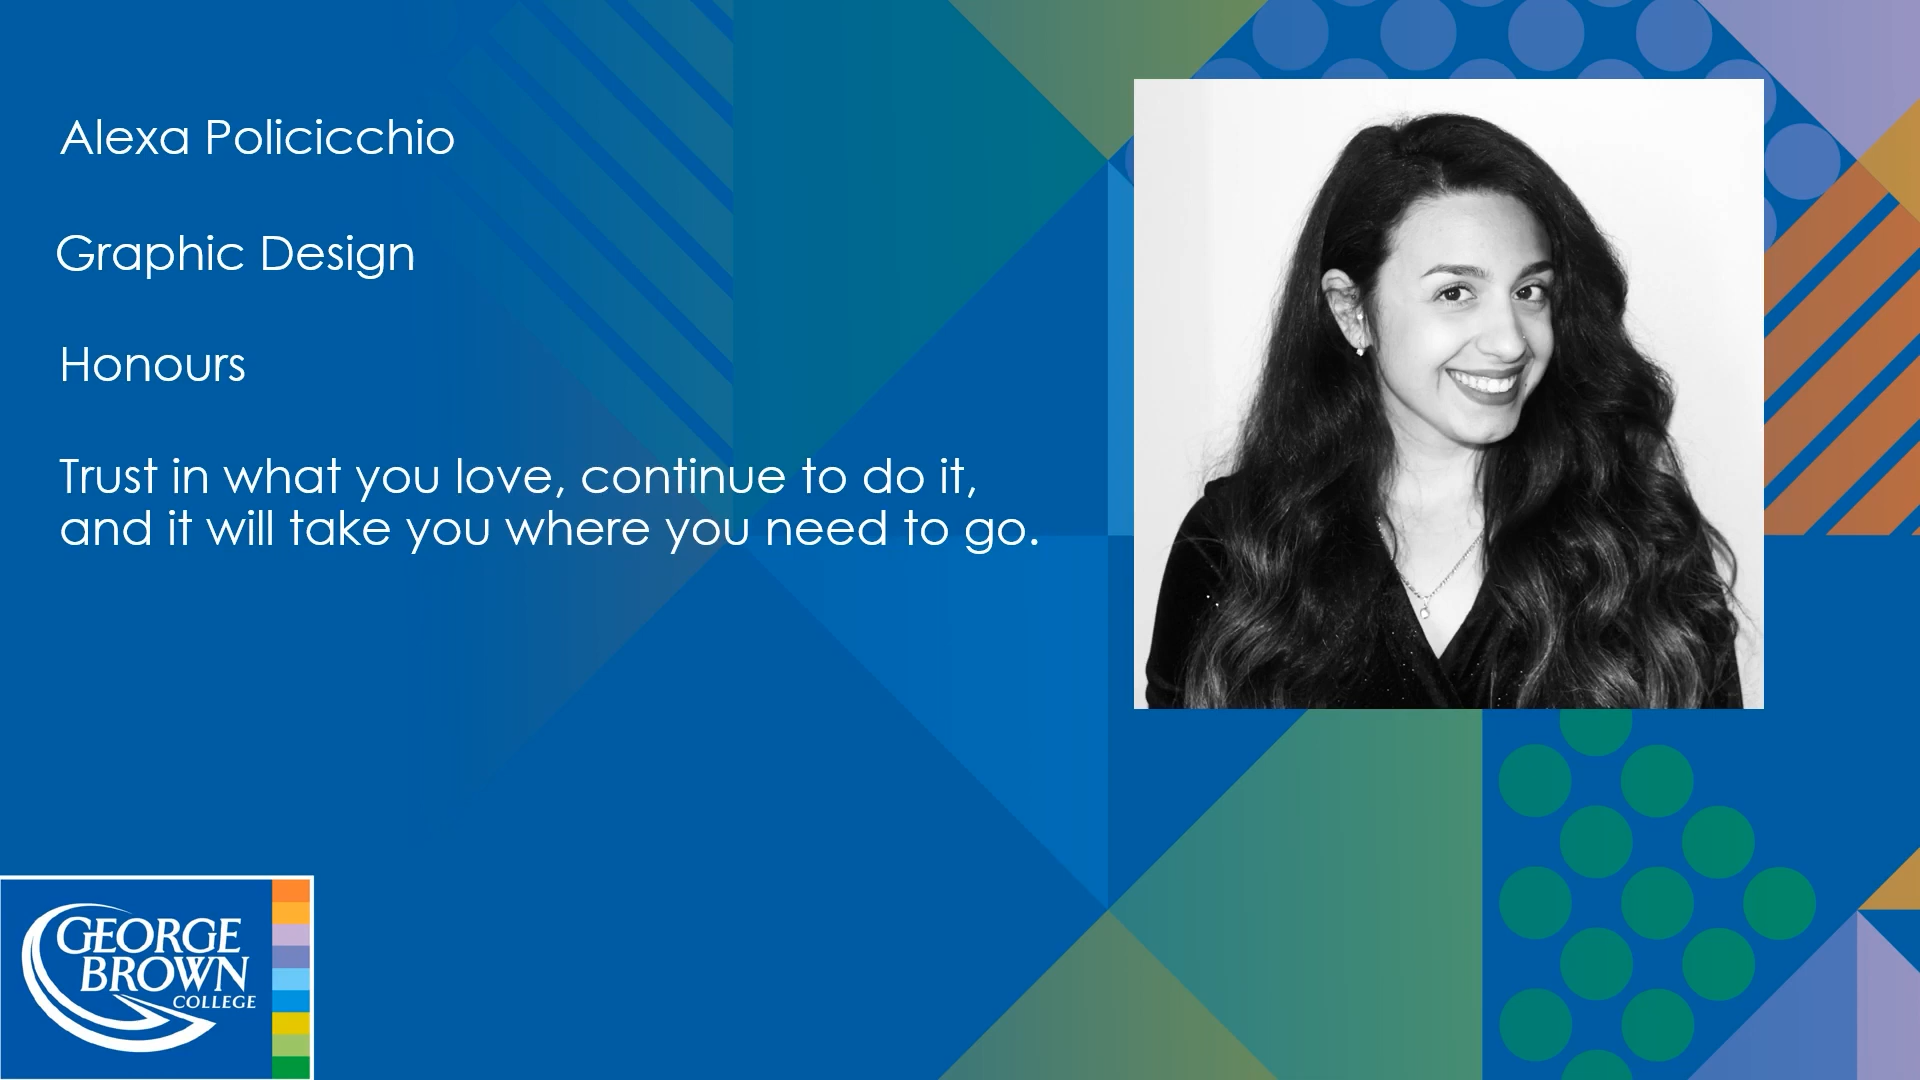 Alexa Policicchio
Graphic Design
Honours
Trust in what you love, continue to do it,
and it will take you where you need to go.
GEORGE
BROWN
COLLEGE